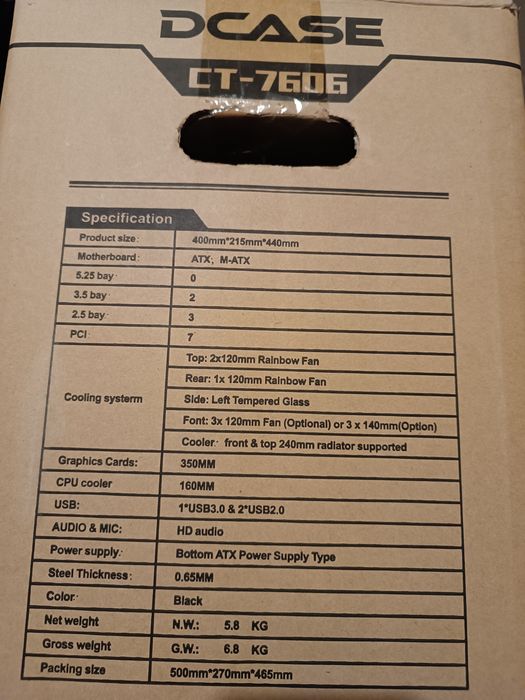 DCASE
CT-7606
Specification
Product size: 400mm*215mm*440mm
Motherboard: ATX; M-ATX
5.25 bay: 0
3.5 bay: 2
2.5 bay: 3
PCI: 7
Cooling systerm
Top: 2x120mm Rainbow Fan
Rear: 1x 120mm Rainbow Fan
Side: Left Tempered Glass
Font: 3x 120mm Fan (Optional) or 3 x 140mm(Option)
Cooler: front & top 240mm radiator supported
Graphics Cards: 350MM
CPU cooler 160MM
USB: 1*USB3.0 & 2*USB2.0
AUDIO & MIC: HD audio
Power supply: Bottom ATX Power Supply Type
Steel Thickness: 0.65MM
Color: Black
Net weight N.W.: 5.8 KG
Gross weight G.W.: 6.8 KG
Packing size 500mm*270mm*465mm